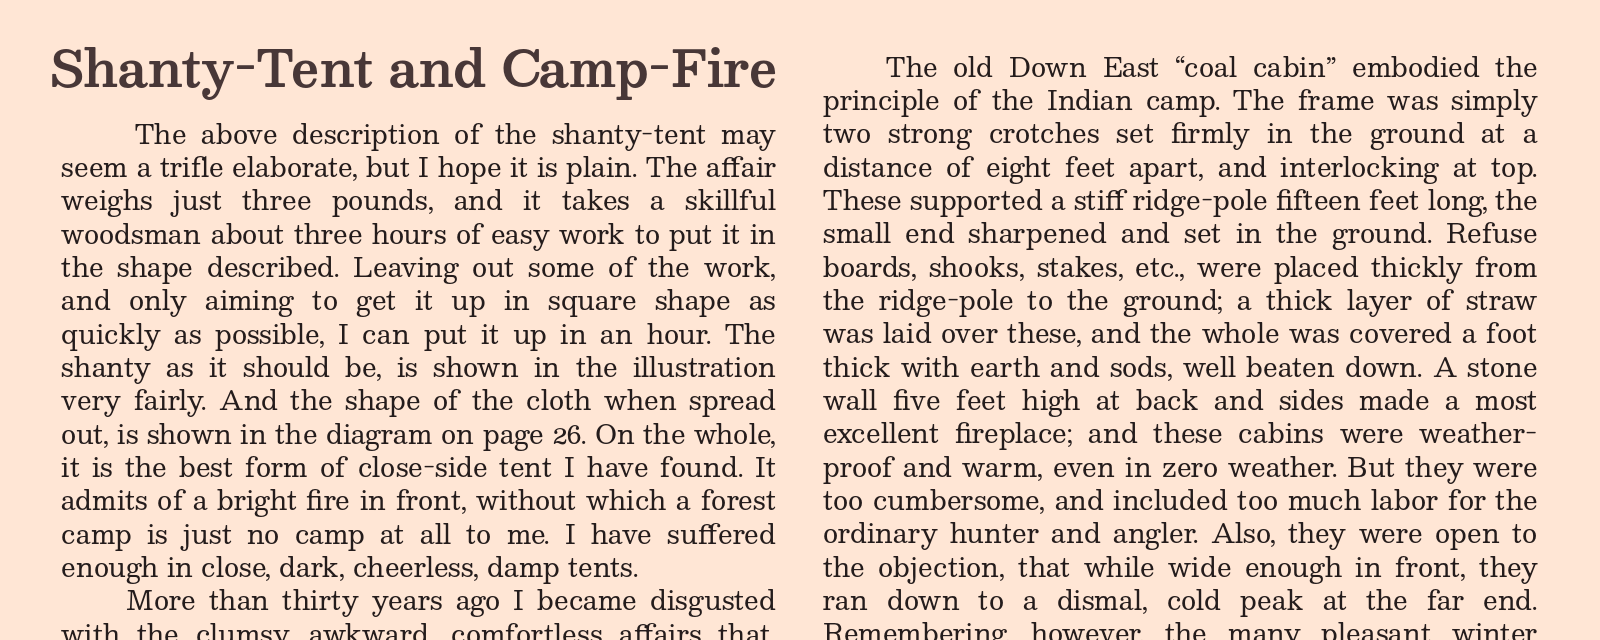 Shanty-Tent and Camp-Fire
The above description of the shanty-tent may
seem a trifle elaborate, but I hope it is plain. The affair
weighs just three pounds, and it takes a skillful
woodsman about three hours of easy work to put it in
the shape described. Leaving out some of the work,
and only aiming to get it up in square shape as
quickly as possible, I can put it up in an hour. The
shanty as it should be, is shown in the illustration
very fairly. And the shape of the cloth when spread
out, is shown in the diagram on page 26. On the whole,
it is the best form of close-side tent I have found. It
admits of a bright fire in front, without which a forest
camp is just no camp at all to me. I have suffered
enough in close, dark, cheerless, damp tents.
More than thirty years ago I became disgusted
with the clumsy, awkward, comfortless affairs that,
The old Down East “coal cabin” embodied the
principle of the Indian camp. The frame was simply
two strong crotches set firmly in the ground at a
distance of eight feet apart, and interlocking at top.
These supported a stiff ridge-pole fifteen feet long, the
small end sharpened and set in the ground. Refuse
boards, shooks, stakes, etc., were placed thickly from
the ridge-pole to the ground; a thick layer of straw
was laid over these, and the whole was covered a foot
thick with earth and sods, well beaten down. A stone
wall five feet high at back and sides made a most
excellent fireplace; and these cabins were weather-
proof and warm, even in zero weather. But they were
too cumbersome, and included too much labor for the
ordinary hunter and angler. Also, they were open to
the objection, that while wide enough in front, they
ran down to a dismal, cold peak at the far end.
Remembering, however, the many pleasant winter